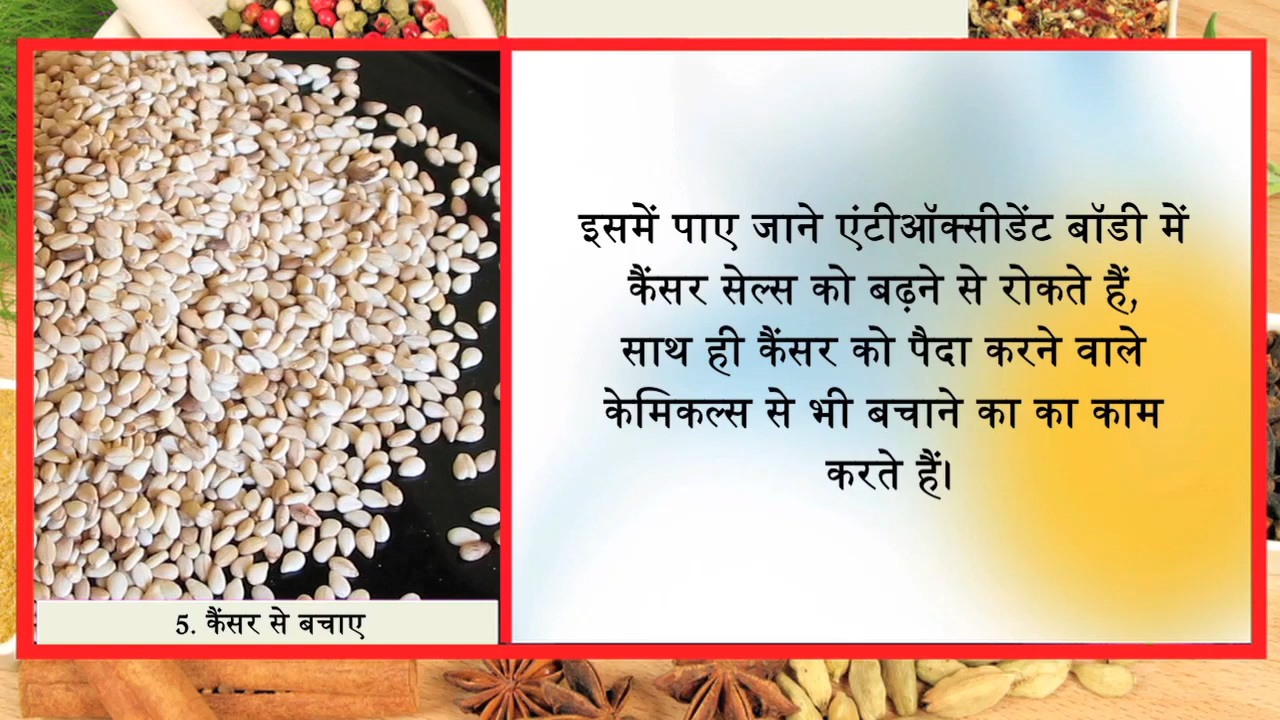 इसमें पाए जाने एंटीऑक्सीडेंट बॉडी में
कैंसर सेल्स को बढ़ने से रोकते हैं,
साथ ही कैंसर को पैदा करने वाले
केमिकल्स से भी बचाने का का काम
करते हैं।
5. कैंसर से बचाए